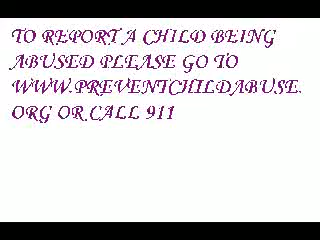 TO REPORT A CHILD BEING
ABUSED PLEASE GO TO
WWW.PREVENTCHILDABUSE.
ORG OR CALL 911